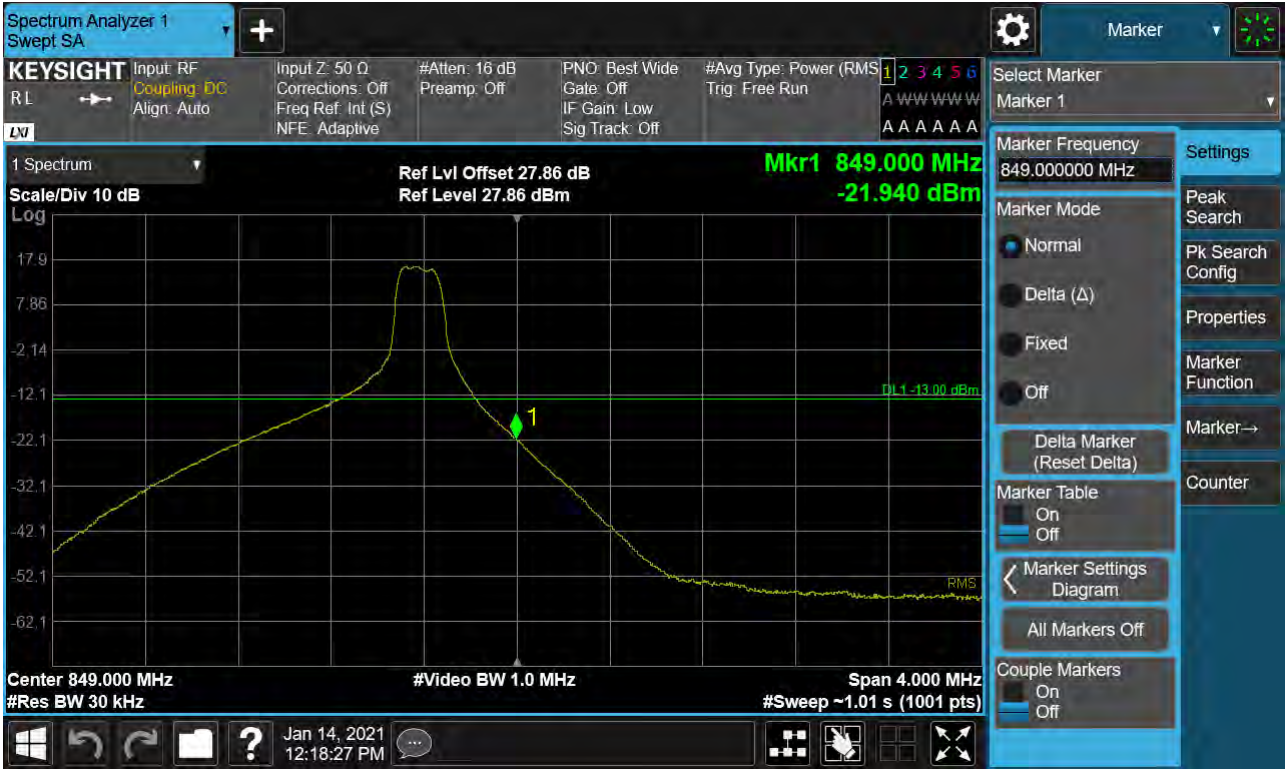 Spectrum Analyzer 1
Swept SA
Marker
KEYSIGHT
R L
LXI
Input: RF
Coupling: DC
Align: Auto
Input Z: 50 Ω
Corrections: Off
Freq Ref: Int (S)
NFE: Adaptive
#Atten: 16 dB
Preamp: Off
PNO: Best Wide
Gate: Off
IF Gain: Low
Sig Track: Off
#Avg Type: Power (RMS
Trig: Free Run
1 2 3 4 5 6
A W W W W W
A A A A A A
Select Marker
Marker 1
1 Spectrum
Scale/Div 10 dB
Log
Ref Lvl Offset 27.86 dB
Ref Level 27.86 dBm
Mkr1 849.000 MHz
-21.940 dBm
17.9
7.86
-2.14
-12.1
-22.1
-32.1
-42.1
-52.1
-62.1
DL1 -13.00 dBm
1
RMS
Center 849.000 MHz
#Res BW 30 kHz
#Video BW 1.0 MHz
Span 4.000 MHz
#Sweep ~1.01 s (1001 pts)
Marker Frequency
849.000000 MHz
Marker Mode
Normal
Delta (Δ)
Fixed
Off
Delta Marker
(Reset Delta)
Marker Table
On
Off
Marker Settings
Diagram
All Markers Off
Couple Markers
On
Off
Settings
Peak
Search
Pk Search
Config
Properties
Marker
Function
Marker→
Counter
?
Jan 14, 2021
12:18:27 PM